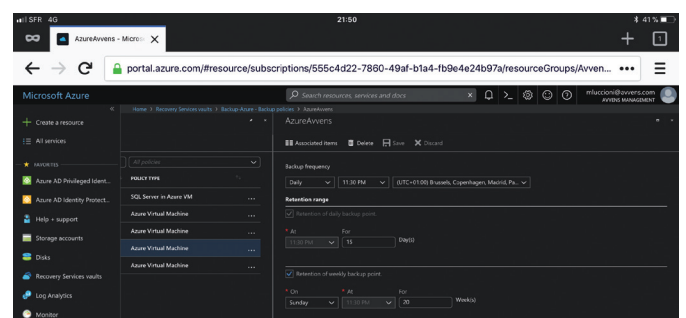 SFR 4G 21:50 41 %
AzureAvvens - Micros
1
portal.azure.com/#resource/subscriptions/555c4d22-7860-49af-b1a4-fb9e4e24b97a/resourceGroups/Avven...
Microsoft Azure
Search resources, services and docs
mluccioni@avvens.com
AVVENS MANAGEMENT
Home > Recovery Services vaults > Backup-Azure - Backup policies > AzureAvvens
Create a resource
All services
FAVORITES
Azure AD Privileged Ident...
Azure AD Identity Protect...
Help + support
Storage accounts
Disks
Recovery Services vaults
Log Analytics
Monitor
All policies
POLICY TYPE
SQL Server in Azure VM
Azure Virtual Machine
Azure Virtual Machine
Azure Virtual Machine
Azure Virtual Machine
AzureAvvens
Associated items Delete Save Discard
Backup frequency
Daily 11:30 PM (UTC+01:00) Brussels, Copenhagen, Madrid, Pa...
Retention range
Retention of daily backup point.
* At For
11:30 PM 15 Day(s)
Retention of weekly backup point.
* On * At For
Sunday 11:30 PM 20 Week(s)